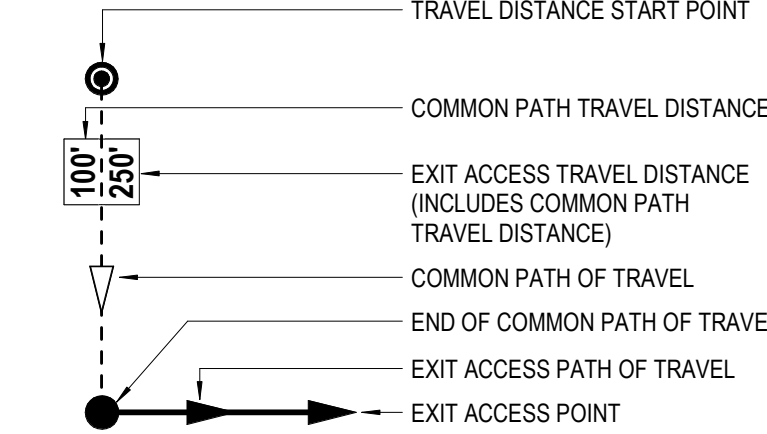 TRAVEL DISTANCE START POINT
COMMON PATH TRAVEL DISTANCE
100'
250'
EXIT ACCESS TRAVEL DISTANCE
(INCLUDES COMMON PATH
TRAVEL DISTANCE)
COMMON PATH OF TRAVEL
END OF COMMON PATH OF TRAVE
EXIT ACCESS PATH OF TRAVEL
EXIT ACCESS POINT